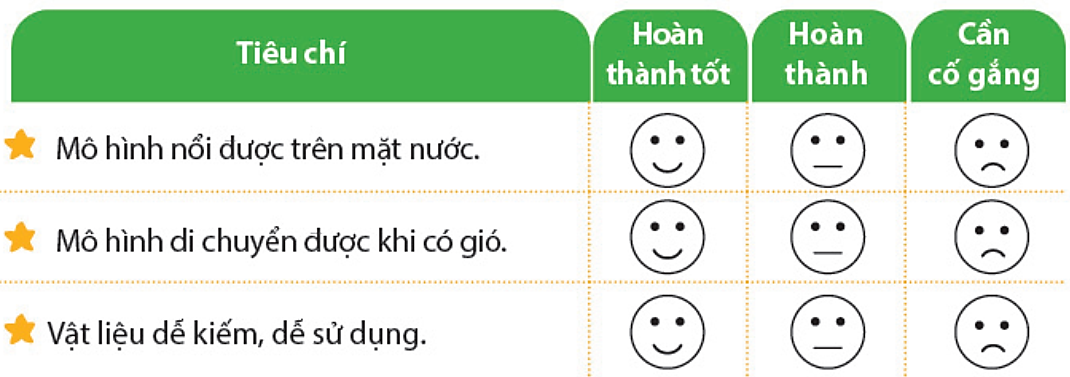 Tiêu chí
Hoàn thành tốt
Hoàn thành
Cần cố gắng
Mô hình nổi được trên mặt nước.
Mô hình di chuyển được khi có gió.
Vật liệu dễ kiếm, dễ sử dụng.